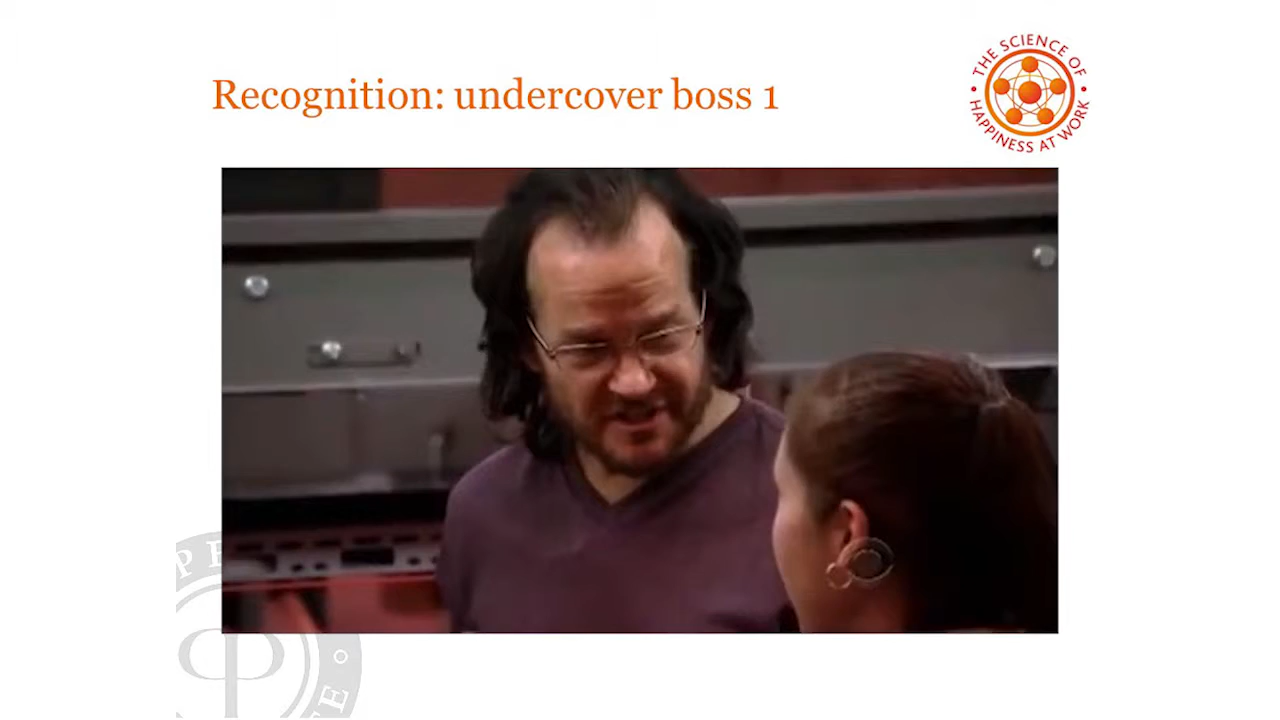 Recognition: undercover boss 1
THE SCIENCE OF
• HAPPINESS AT WORK •